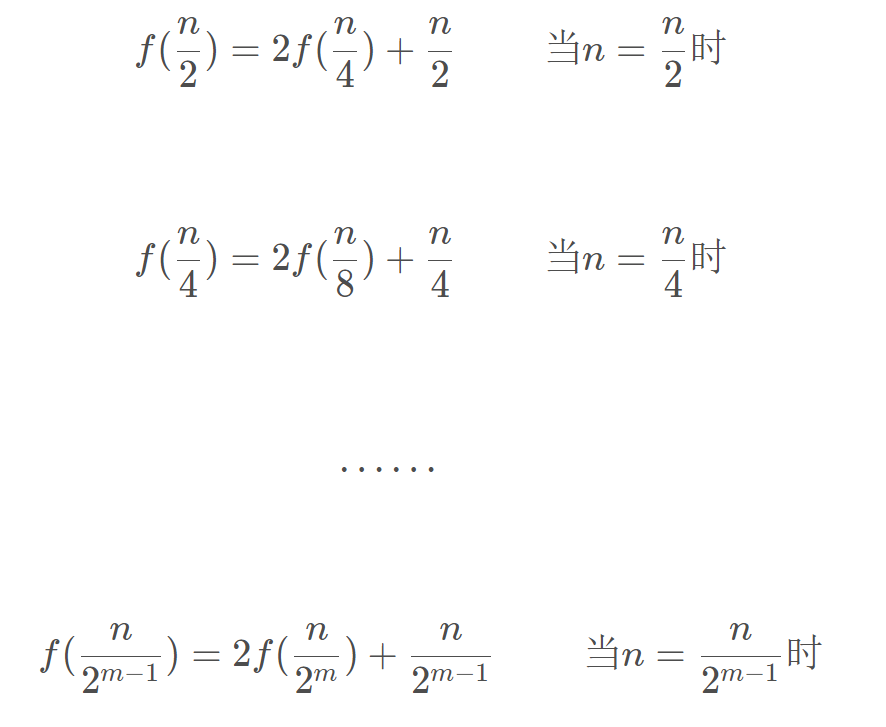 f(n/2) = 2f(n/4) + n/2 当n = n/2时
f(n/4) = 2f(n/8) + n/4 当n = n/4时
······
f(n/2^{m−1}) = 2f(n/2^m) + n/2^{m−1} 当n = n/2^{m−1}时